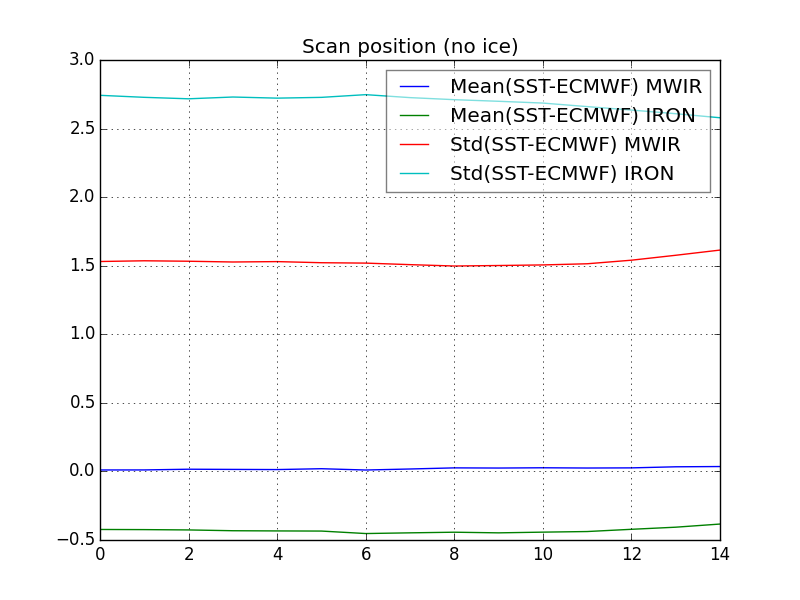 Scan position (no ice)
3.0
2.5
2.0
1.5
1.0
0.5
0.0
−0.5
0 2 4 6 8 10 12 14
Mean(SST-ECMWF) MWIR
Mean(SST-ECMWF) IRON
Std(SST-ECMWF) MWIR
Std(SST-ECMWF) IRON